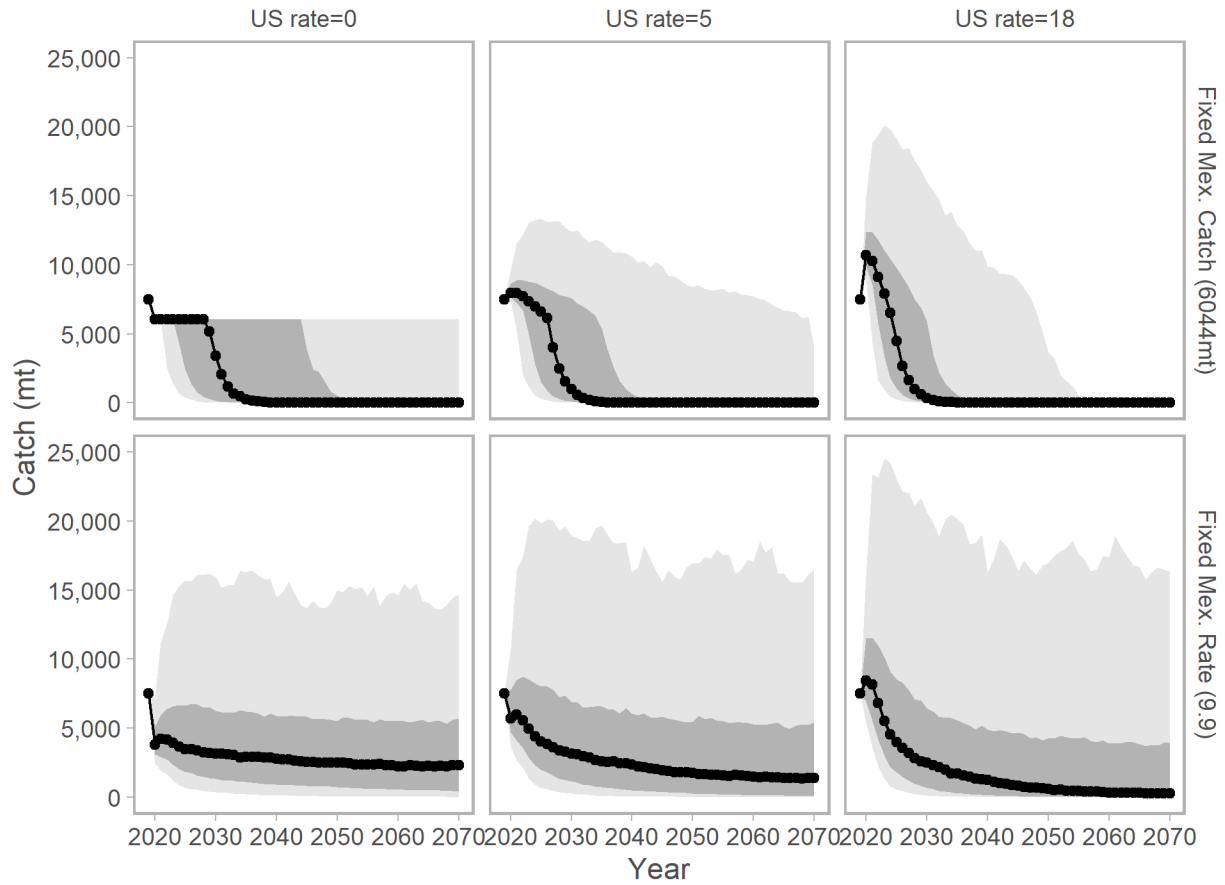 US rate=0
US rate=5
US rate=18
25,000
20,000
15,000
10,000
5,000
0
Fixed Mex. Catch (6044mt)
25,000
20,000
15,000
10,000
5,000
0
Fixed Mex. Rate (9.9)
Catch (mt)
2020 2030 2040 2050 2060 2070
2020 2030 2040 2050 2060 2070
2020 2030 2040 2050 2060 2070
Year